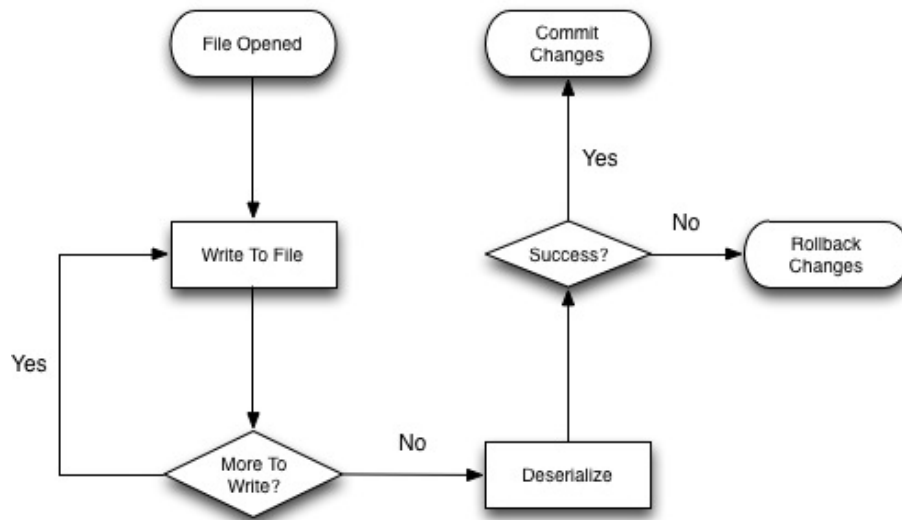 File Opened
Write To File
Yes
More To
Write?
No
Deserialize
Success?
Yes
Commit
Changes
No
Rollback
Changes